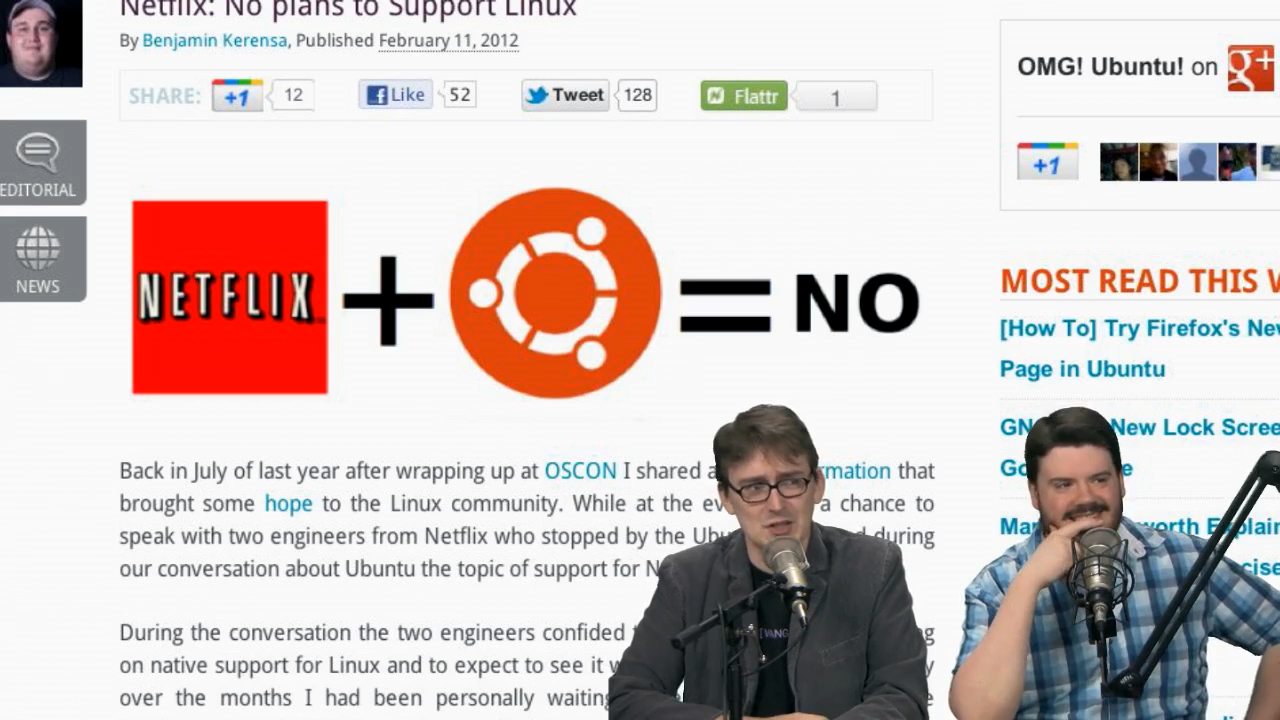 Netflix: No plans to Support Linux
By Benjamin Kerensa, Published February 11, 2012
SHARE: +1 12 Like 52 Tweet 128 Flattr 1
EDITORIAL
NEWS
NETFLIX + = NO
Back in July of last year after wrapping up at OSCON I shared that
brought some hope to the Linux community. While at the a chance to
speak with two engineers from Netflix who stopped by the during
our conversation about Ubuntu the topic of support for
During the conversation the two engineers confided
on native support for Linux and to expect to see it
over the months I had been personally waiting
OMG! Ubuntu! on g+
+1
MOST READ THIS
[How To] Try Firefox's
Page in Ubuntu
New Lock